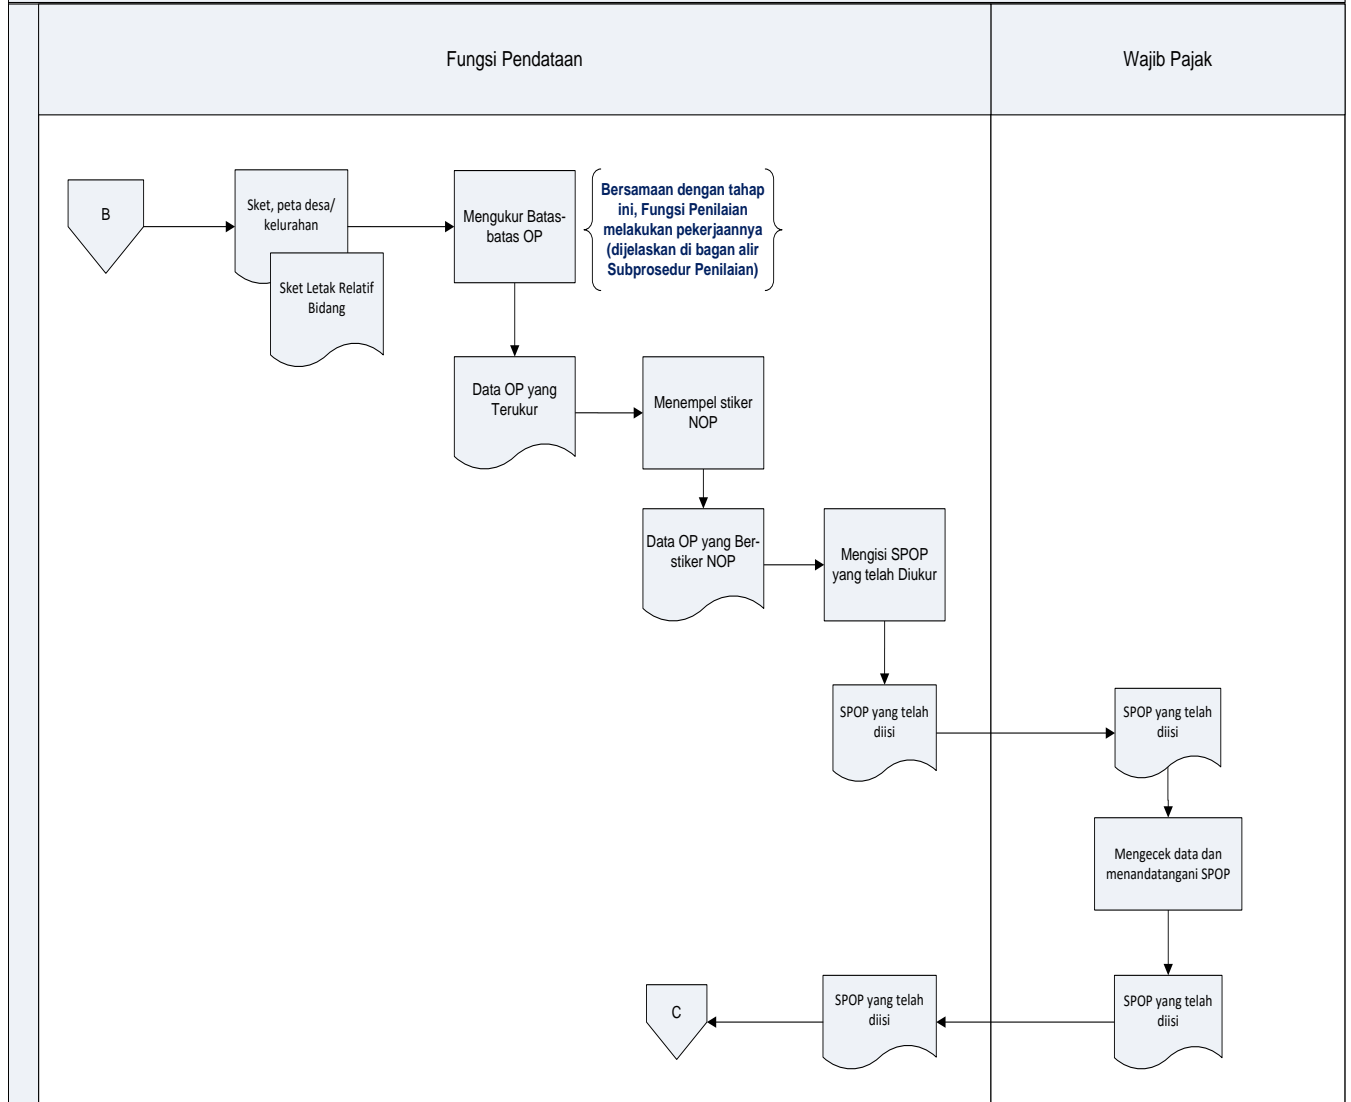 Fungsi Pendataan
Wajib Pajak
B
Sket, peta desa/
kelurahan
Sket Letak Relatif
Bidang
Mengukur Batas-
batas OP
Bersamaan dengan tahap
ini, Fungsi Penilaian
melakukan pekerjaannya
(dijelaskan di bagan alir
Subprosedur Penilaian)
Data OP yang
Terukur
Menempel stiker
NOP
Data OP yang Ber-
stiker NOP
Mengisi SPOP
yang telah Diukur
SPOP yang telah
diisi
SPOP yang telah
diisi
Mengecek data dan
menandatangani SPOP
C
SPOP yang telah
diisi
SPOP yang telah
diisi